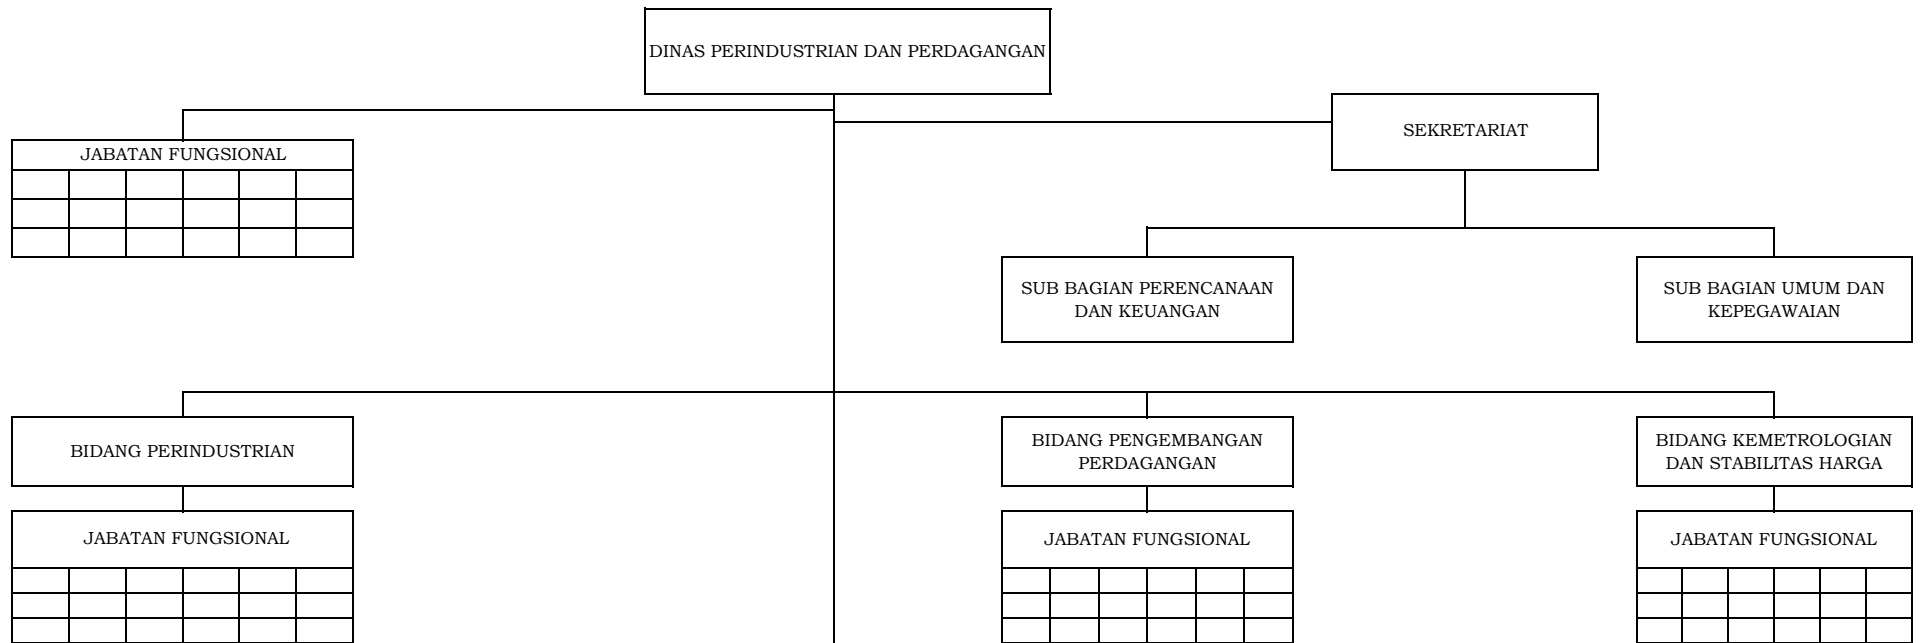 DINAS PERINDUSTRIAN DAN PERDAGANGAN
SEKRETARIAT
JABATAN FUNGSIONAL
SUB BAGIAN PERENCANAAN
DAN KEUANGAN
SUB BAGIAN UMUM DAN
KEPEGAWAIAN
BIDANG PERINDUSTRIAN
BIDANG PENGEMBANGAN
PERDAGANGAN
BIDANG KEMETROLOGIAN
DAN STABILITAS HARGA
JABATAN FUNGSIONAL
JABATAN FUNGSIONAL
JABATAN FUNGSIONAL